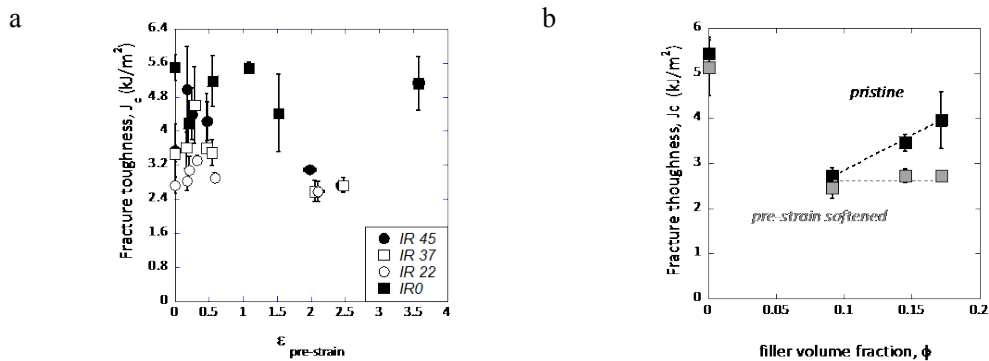 a
Fracture toughness, J_c (kJ/m²)
6.4
5.6
4.8
4
3.2
2.4
1.6
0.8
0
0 0.5 1 1.5 2 2.5 3 3.5 4
ε pre-strain
IR 45
IR 37
IR 22
IR0
b
Fracture thoughness, Jc (kJ/m²)
6
5
4
3
2
1
0
0 0.05 0.1 0.15 0.2
filler volume fraction, ϕ
pristine
pre-strain softened